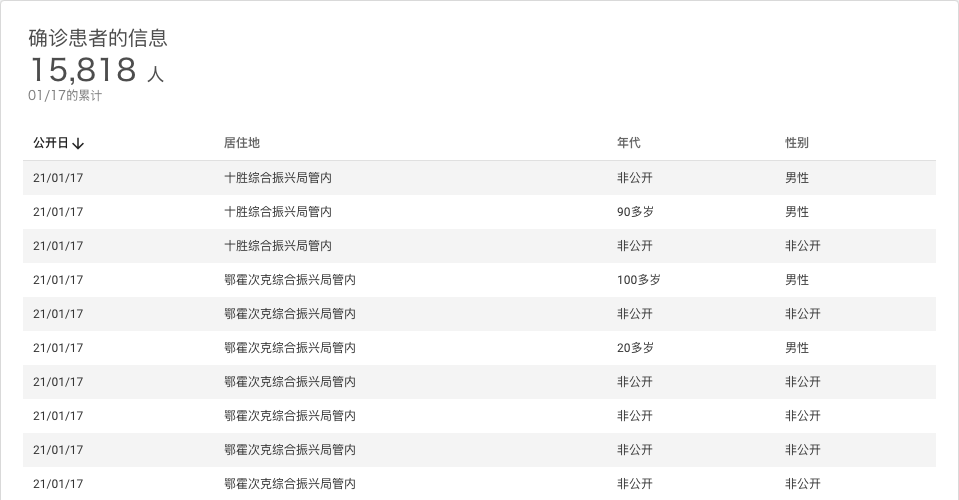 确诊患者的信息
15,818 人
01/17的累计
公开日↓ 居住地 年代 性别
21/01/17 十胜综合振兴局管内 非公开 男性
21/01/17 十胜综合振兴局管内 90多岁 男性
21/01/17 十胜综合振兴局管内 非公开 非公开
21/01/17 鄂霍次克综合振兴局管内 100多岁 男性
21/01/17 鄂霍次克综合振兴局管内 非公开 非公开
21/01/17 鄂霍次克综合振兴局管内 20多岁 男性
21/01/17 鄂霍次克综合振兴局管内 非公开 非公开
21/01/17 鄂霍次克综合振兴局管内 非公开 非公开
21/01/17 鄂霍次克综合振兴局管内 非公开 非公开
21/01/17 鄂霍次克综合振兴局管内 非公开 非公开